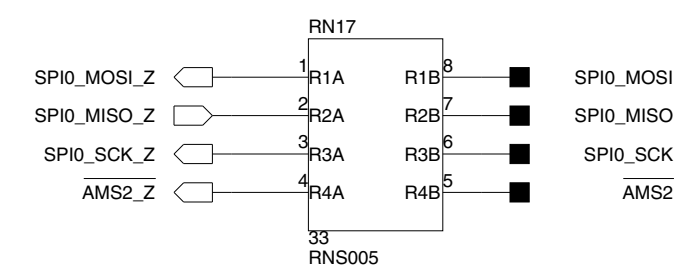 RN17
SPI0_MOSI_Z 1 R1A R1B 8 SPI0_MOSI
SPI0_MISO_Z 2 R2A R2B 7 SPI0_MISO
SPI0_SCK_Z 3 R3A R3B 6 SPI0_SCK
AMS2_Z 4 R4A R4B 5 AMS2
33
RNS005